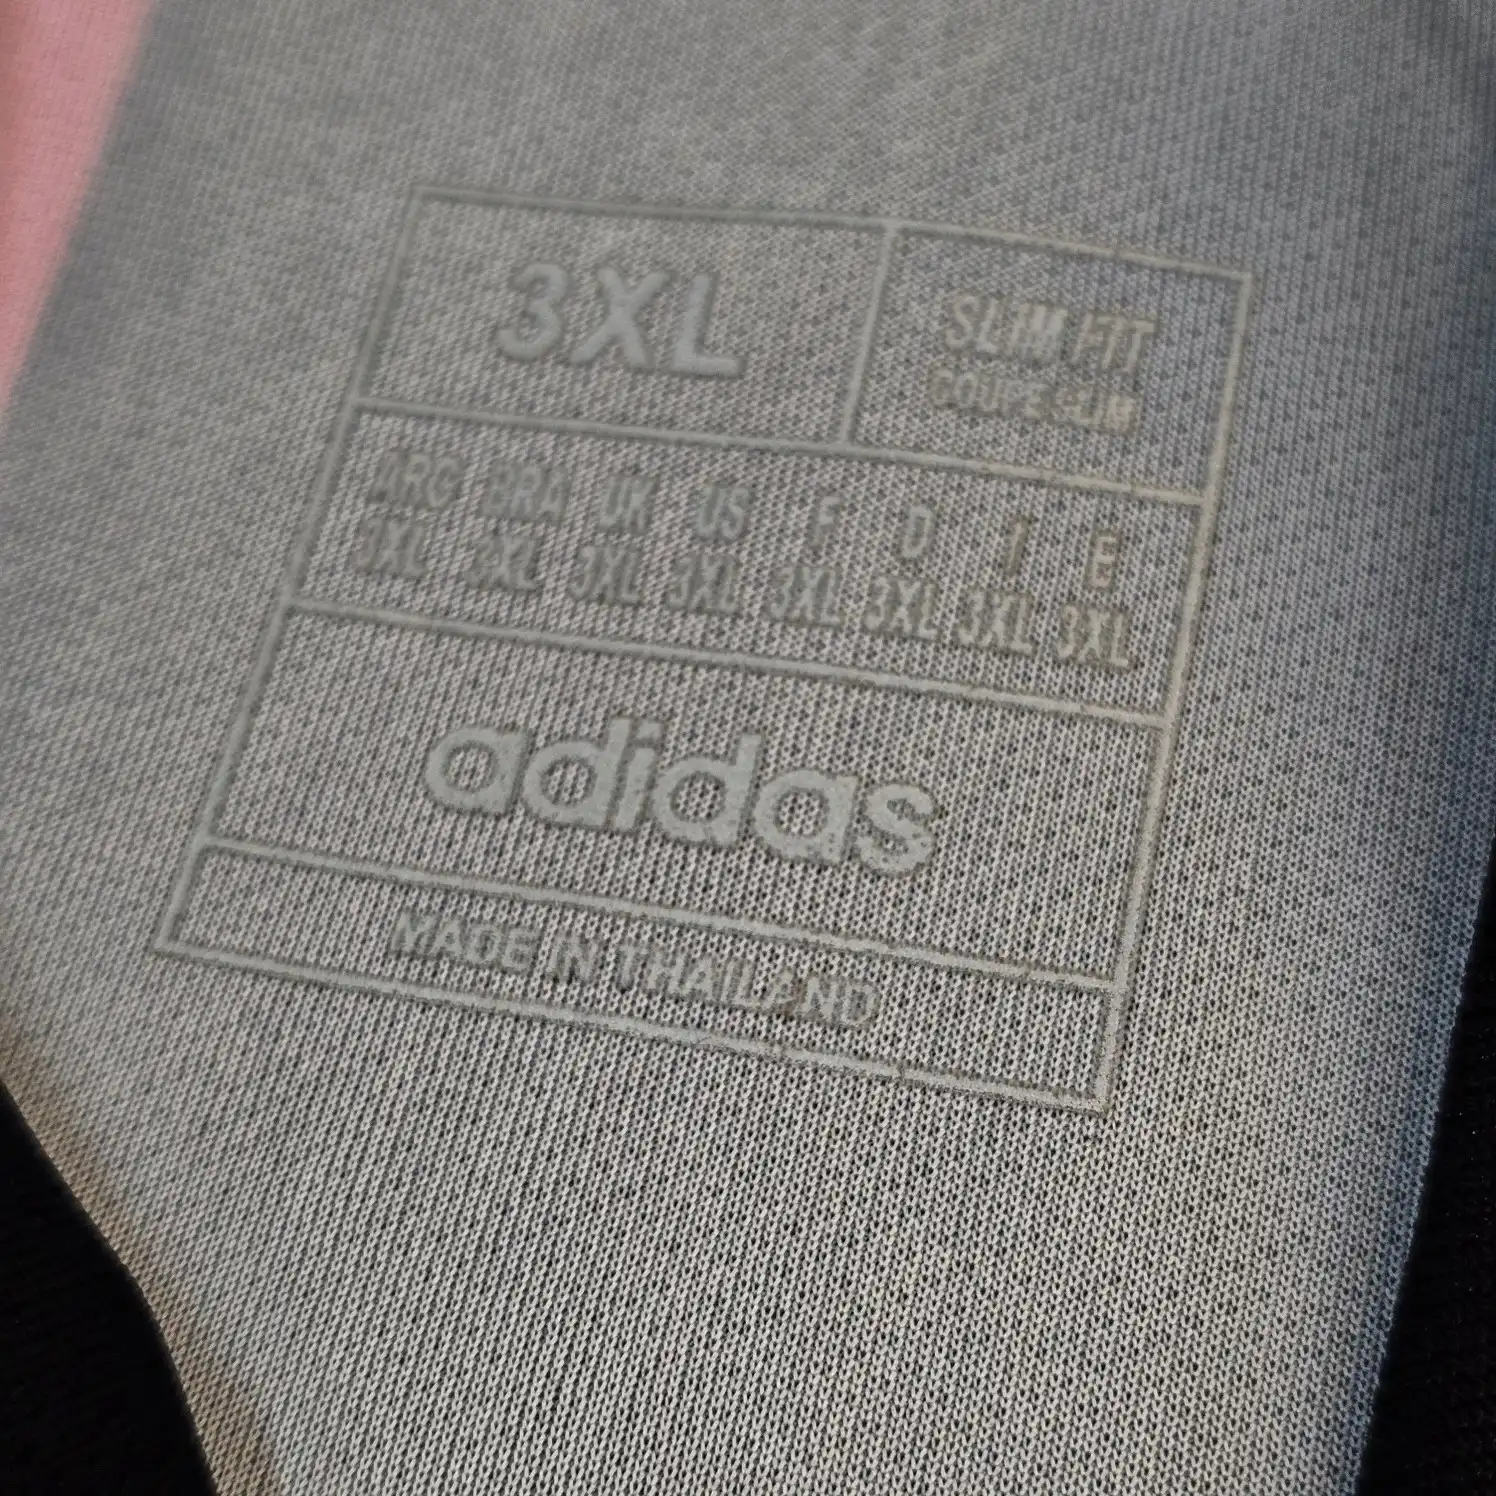 3XL
SLIM FIT
COUPE SLIM
ARG BRA UK US F D I E
3XL 3XL 3XL 3XL 3XL 3XL 3XL 3XL
adidas
MADE IN THAILAND